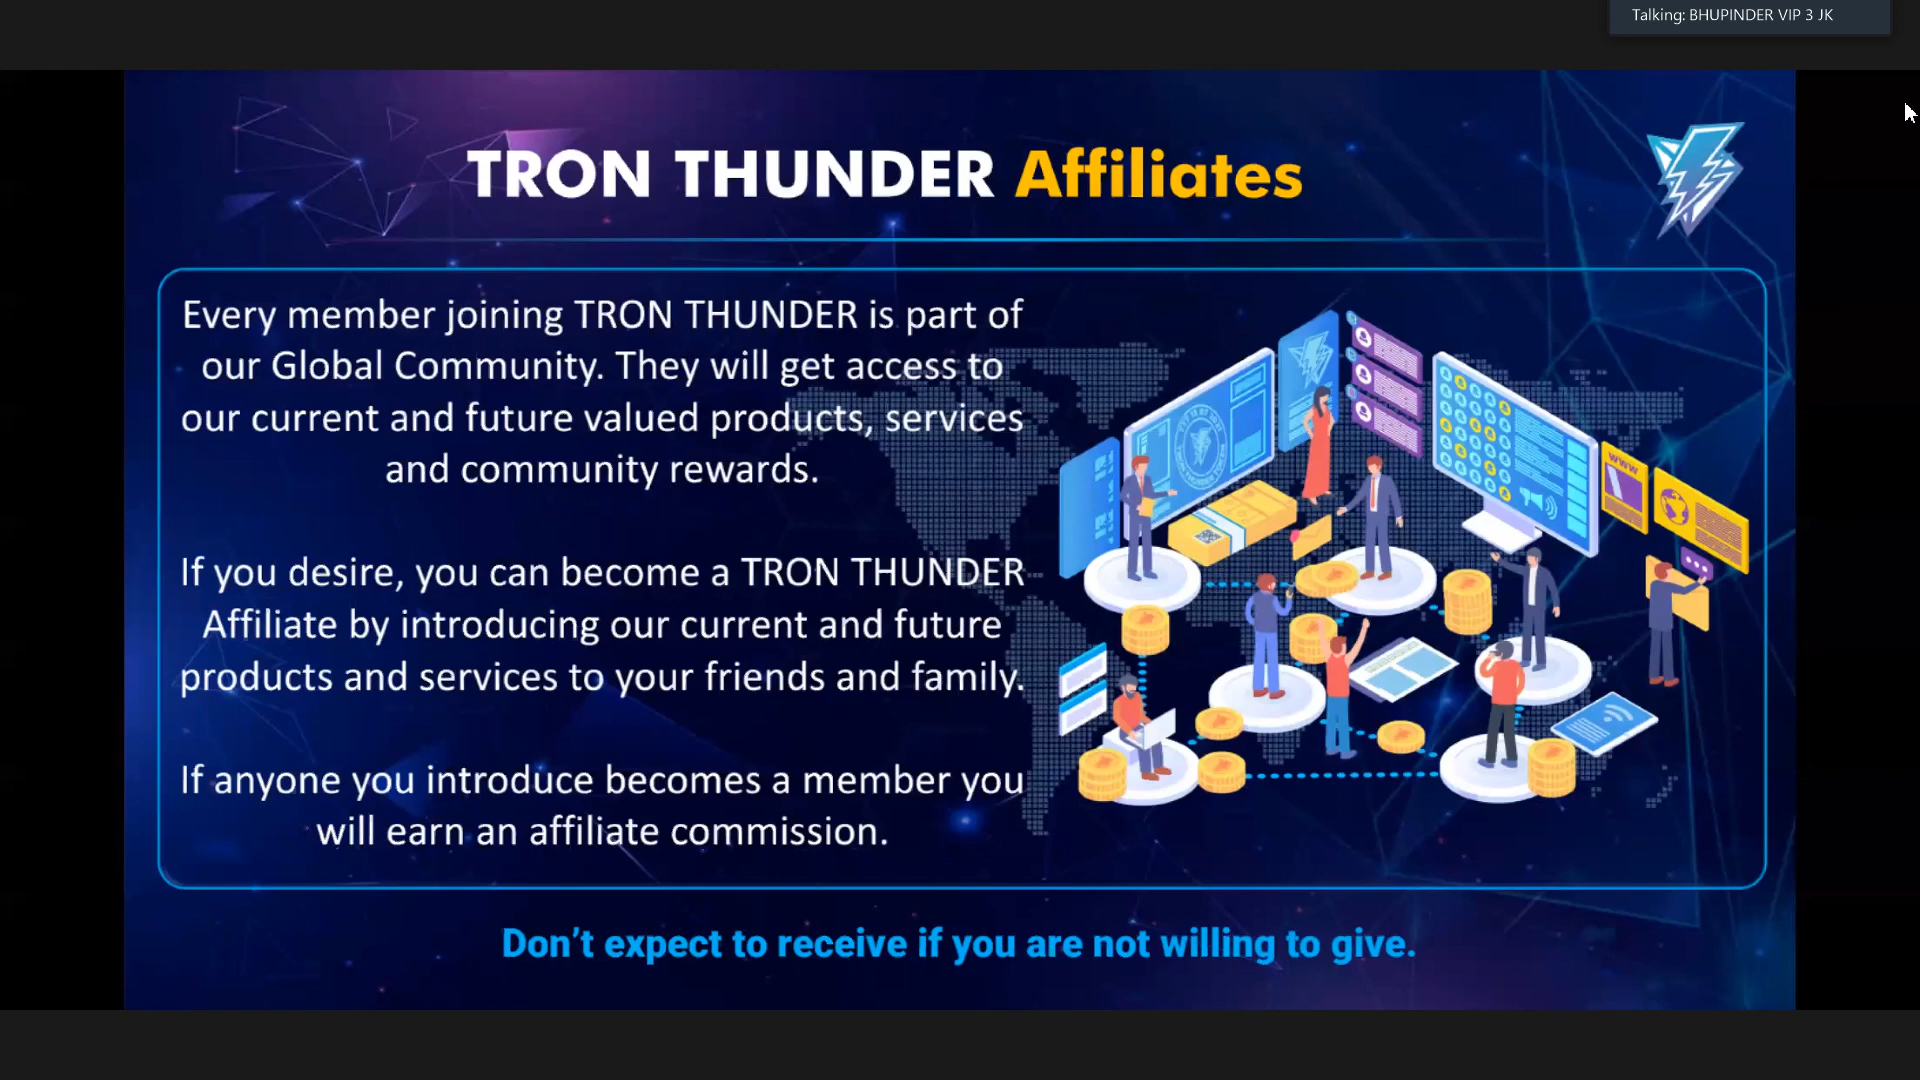 Talking: BHUPINDER VIP 3 JK
TRON THUNDER Affiliates
Every member joining TRON THUNDER is part of
our Global Community. They will get access to
our current and future valued products, services
and community rewards.
If you desire, you can become a TRON THUNDER
Affiliate by introducing our current and future
products and services to your friends and family.
If anyone you introduce becomes a member you
will earn an affiliate commission.
WWW
Don't expect to receive if you are not willing to give.